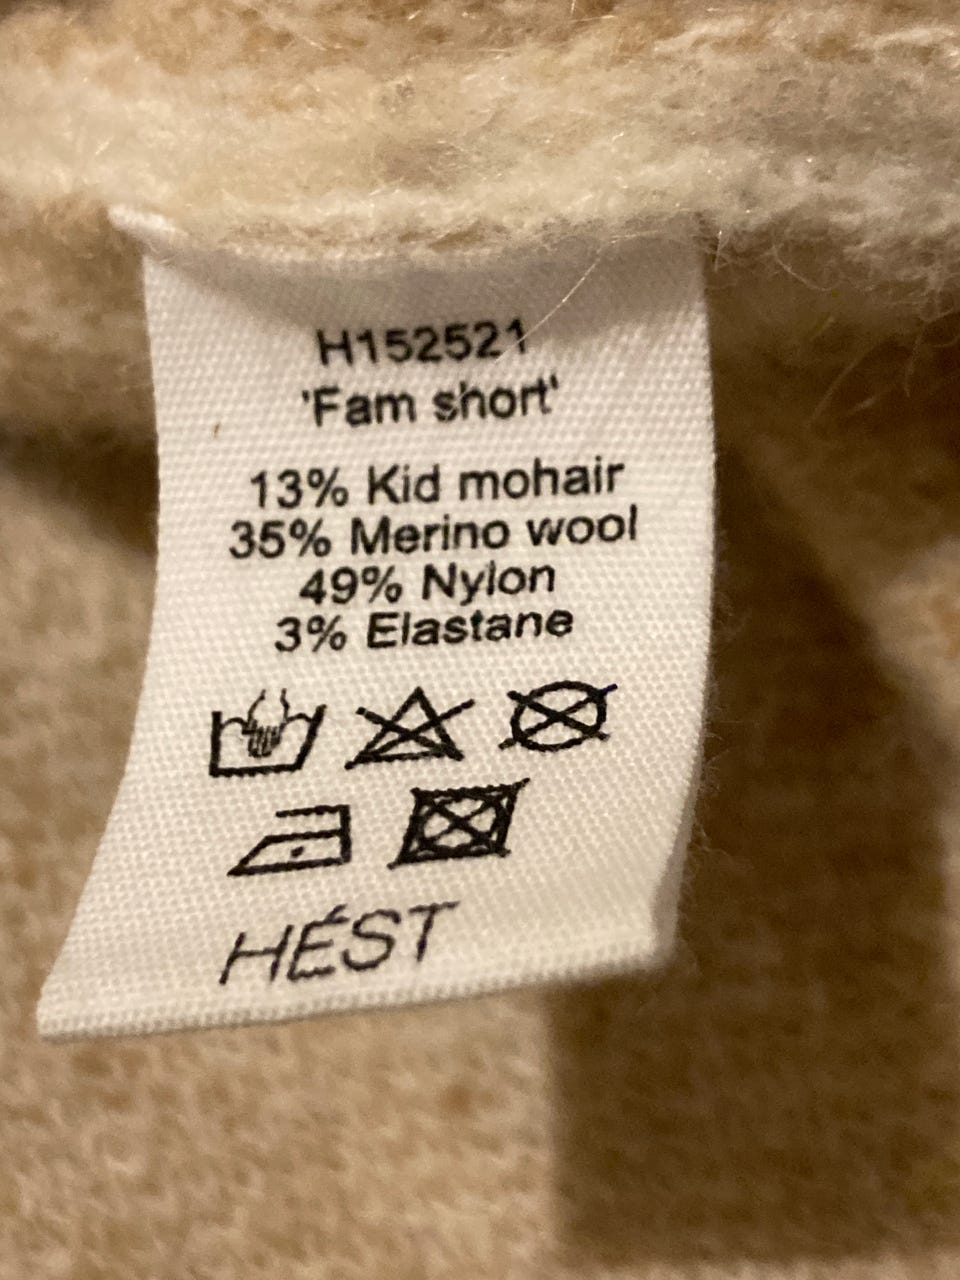 H152521
'Fam short'
13% Kid mohair
35% Merino wool
49% Nylon
3% Elastane
HÉST